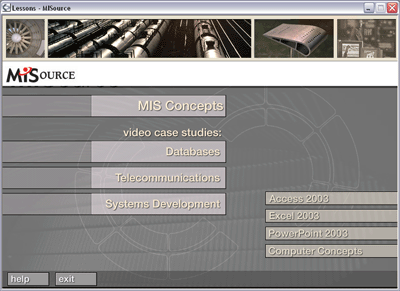 Lessons - MISource
MISOURCE
MIS Concepts
video case studies:
Databases
Telecommunications
Systems Development
Access 2003
Excel 2003
PowerPoint 2003
Computer Concepts
help
exit